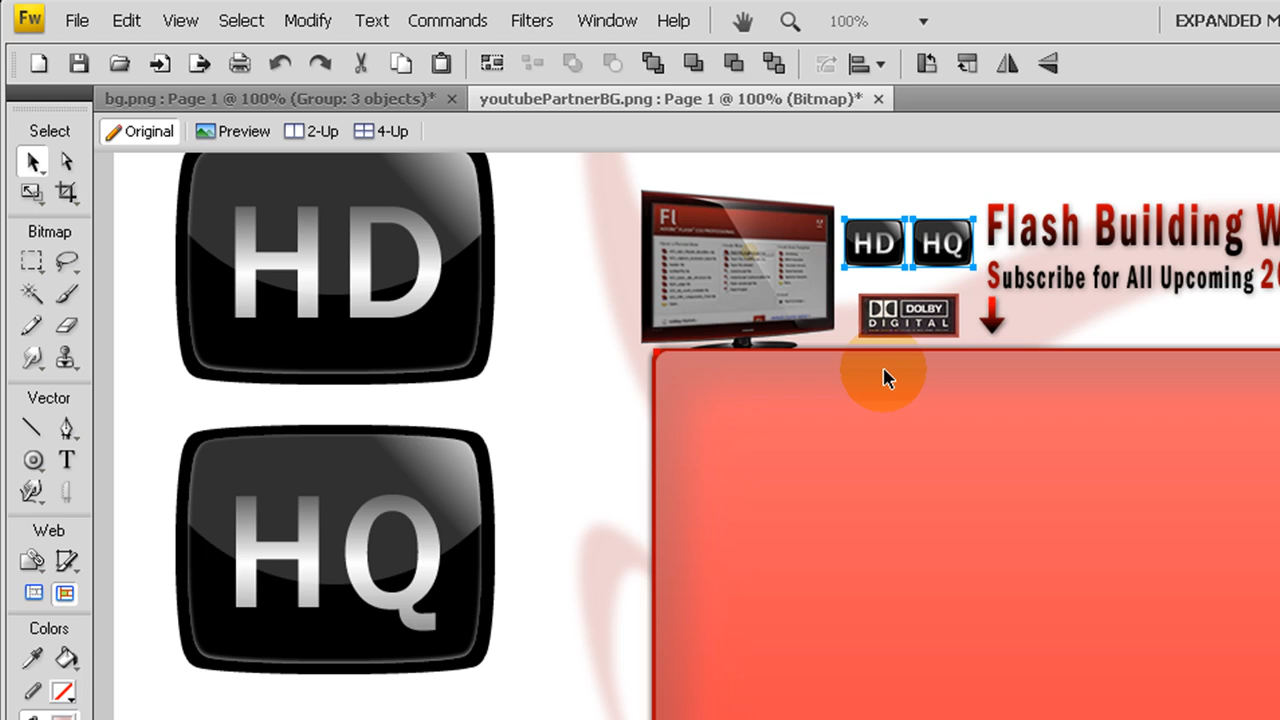 Fw File Edit View Select Modify Text Commands Filters Window Help 100% EXPANDED M
bg.png : Page 1 @ 100% (Group: 3 objects)* youtubePartnerBG.png : Page 1 @ 100% (Bitmap)*
Select Original Preview 2-Up 4-Up
Bitmap
Vector
Web
Colors
HD
HQ
Fl
HD HQ
DOLBY
DIGITAL
Flash Building W
Subscribe for All Upcoming 20